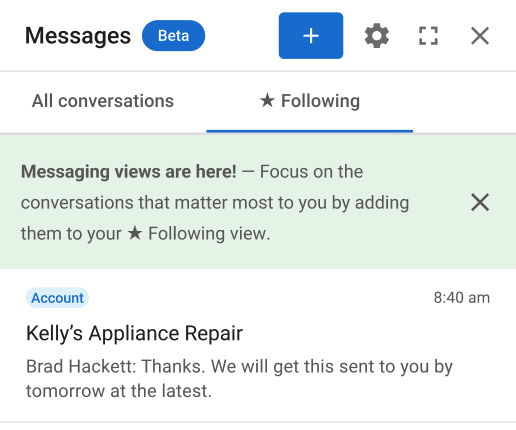 Messages Beta
All conversations ★ Following
Messaging views are here! — Focus on the
conversations that matter most to you by adding
them to your ★ Following view.
Account 8:40 am
Kelly’s Appliance Repair
Brad Hackett: Thanks. We will get this sent to you by
tomorrow at the latest.